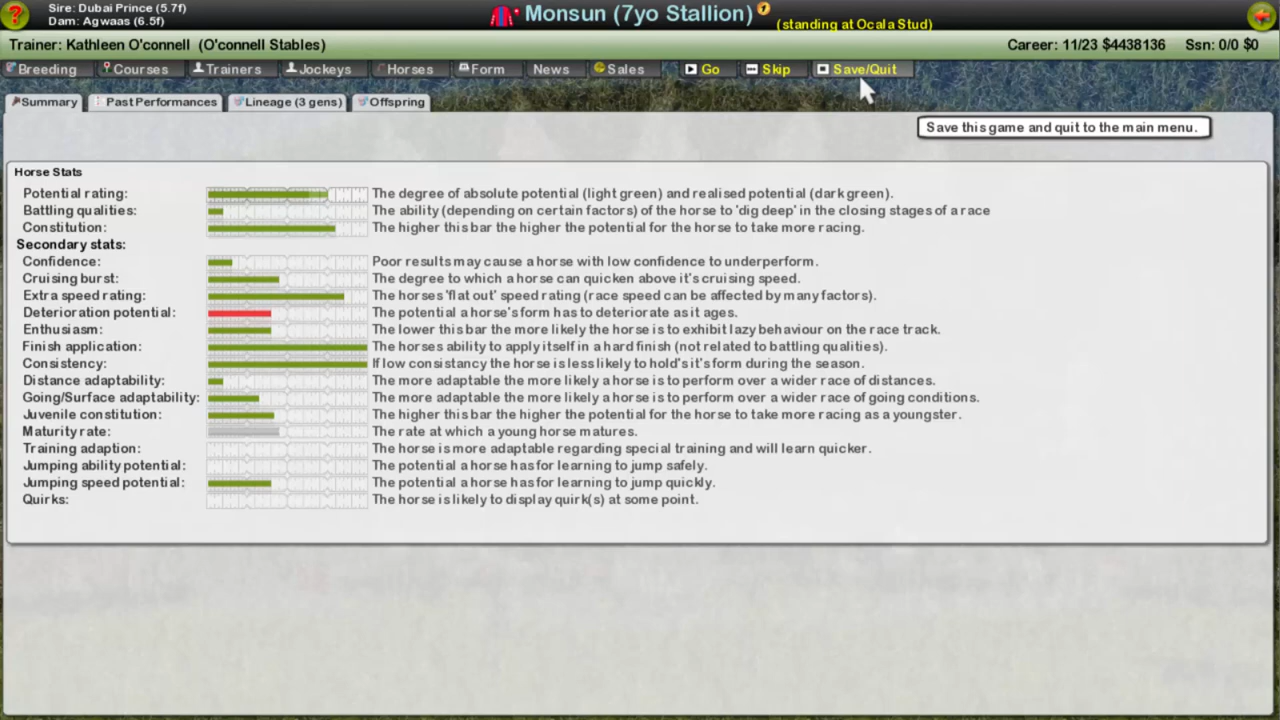 Sire: Dubai Prince (5.7f)
Dam: Agwaas (6.5f)
Monsun (7yo Stallion)
(standing at Ocala Stud)
Trainer: Kathleen O'connell (O'connell Stables)
Career: 11/23 $4438136 Ssn: 0/0 $0
Breeding Courses Trainers Jockeys Horses Form News Sales Go Skip Save/Quit
Summary Past Performances Lineage (3 gens) Offspring
Save this game and quit to the main menu.
Horse Stats
Potential rating: The degree of absolute potential (light green) and realised potential (dark green).
Battling qualities: The ability (depending on certain factors) of the horse to 'dig deep' in the closing stages of a race
Constitution: The higher this bar the higher the potential for the horse to take more racing.
Secondary stats:
Confidence: Poor results may cause a horse with low confidence to underperform.
Cruising burst: The degree to which a horse can quicken above it's cruising speed.
Extra speed rating: The horses 'flat out' speed rating (race speed can be affected by many factors).
Deterioration potential: The potential a horse's form has to deteriorate as it ages.
Enthusiasm: The lower this bar the more likely the horse is to exhibit lazy behaviour on the race track.
Finish application: The horses ability to apply itself in a hard finish (not related to battling qualities).
Consistency: If low consistancy the horse is less likely to hold's it's form during the season.
Distance adaptability: The more adaptable the more likely a horse is to perform over a wider race of distances.
Going/Surface adaptability: The more adaptable the more likely a horse is to perform over a wider race of going conditions.
Juvenile constitution: The higher this bar the higher the potential for the horse to take more racing as a youngster.
Maturity rate: The rate at which a young horse matures.
Training adaption: The horse is more adaptable regarding special training and will learn quicker.
Jumping ability potential: The potential a horse has for learning to jump safely.
Jumping speed potential: The potential a horse has for learning to jump quickly.
Quirks: The horse is likely to display quirk(s) at some point.